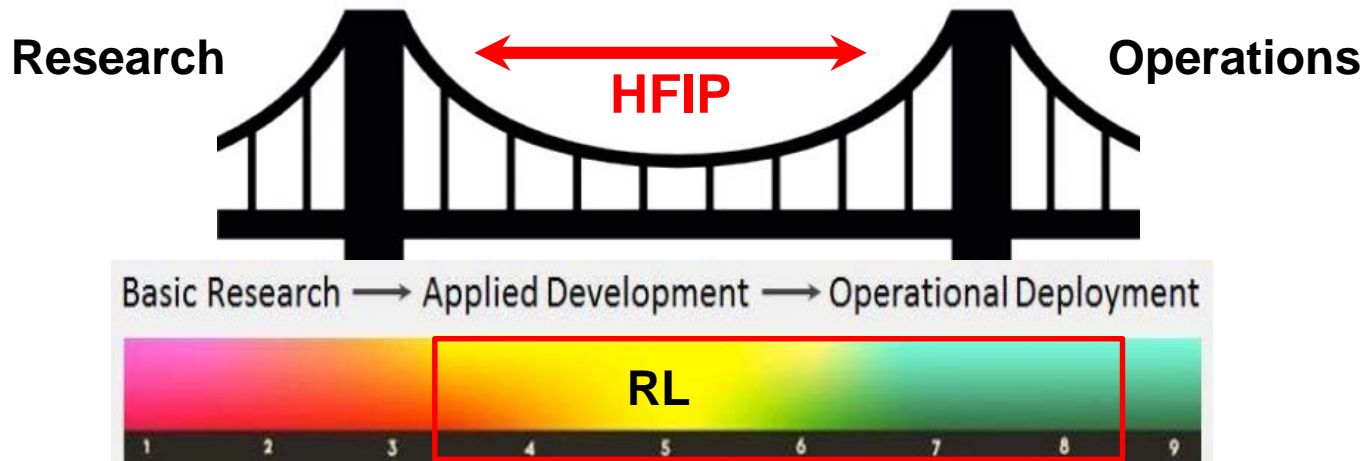 Research
Operations
HFIP
Basic Research → Applied Development → Operational Deployment
RL
1 2 3 4 5 6 7 8 9